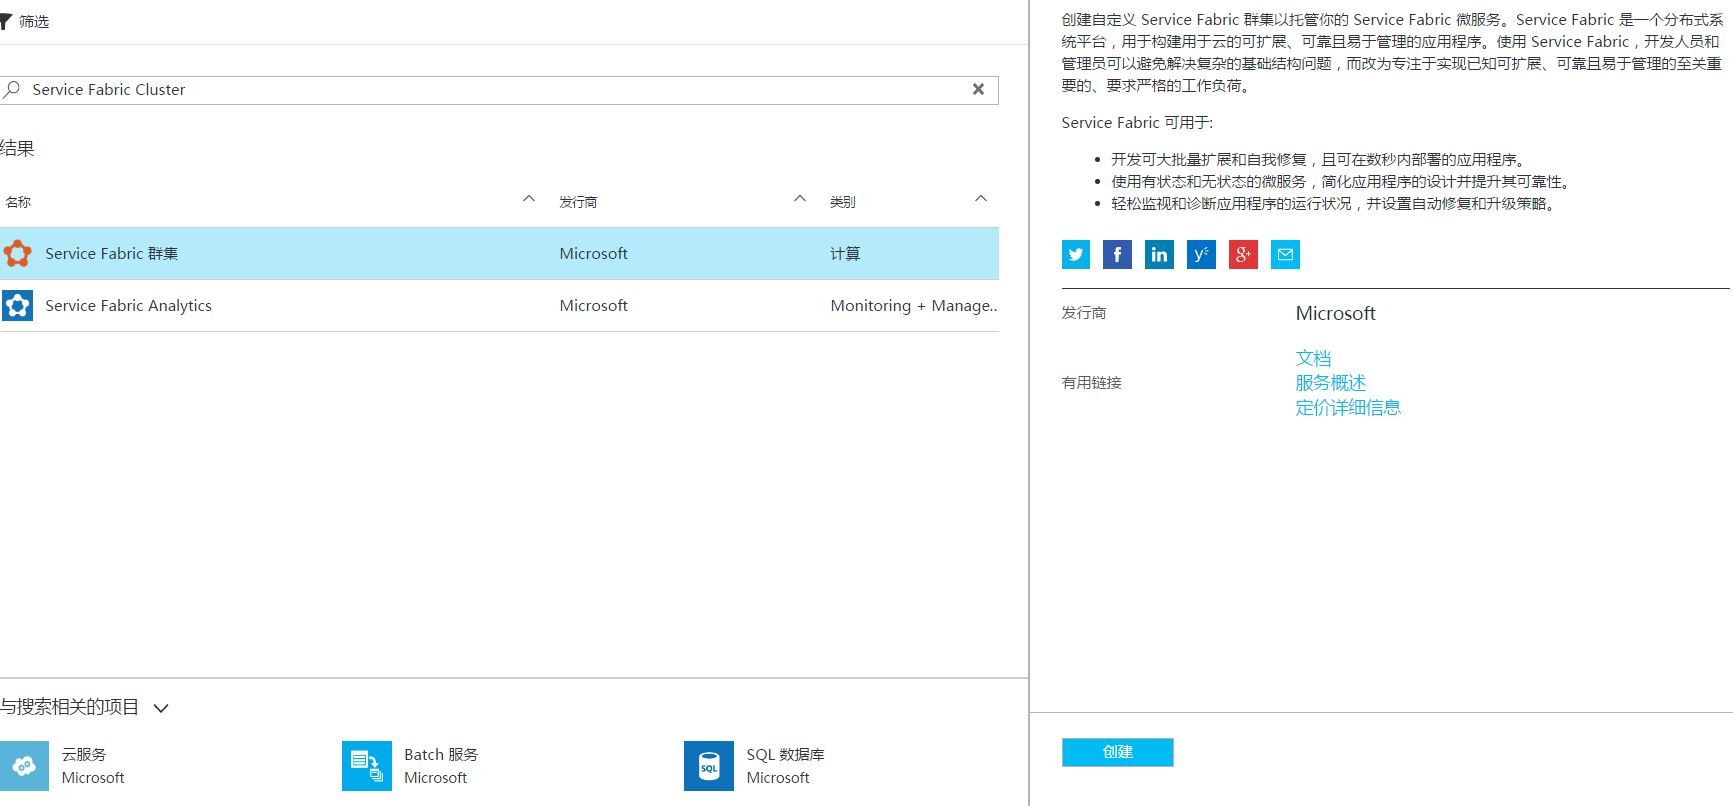 筛选
Service Fabric Cluster
结果
名称
发行商
类别
Service Fabric 群集
Microsoft
计算
Service Fabric Analytics
Microsoft
Monitoring + Manage..
与搜索相关的项目
云服务
Microsoft
Batch 服务
Microsoft
SQL
SQL 数据库
Microsoft
创建自定义 Service Fabric 群集以托管你的 Service Fabric 微服务。Service Fabric 是一个分布式系
统平台，用于构建用于云的可扩展、可靠且易于管理的应用程序。使用 Service Fabric，开发人员和
管理员可以避免解决复杂的基础结构问题，而改为专注于实现已知可扩展、可靠且易于管理的至关重
要的、要求严格的工作负荷。
Service Fabric 可用于:
• 开发可大批量扩展和自我修复，且可在数秒内部署的应用程序。
• 使用有状态和无状态的微服务，简化应用程序的设计并提升其可靠性。
• 轻松监视和诊断应用程序的运行状况，并设置自动修复和升级策略。
发行商
Microsoft
有用链接
文档
服务概述
定价详细信息
创建